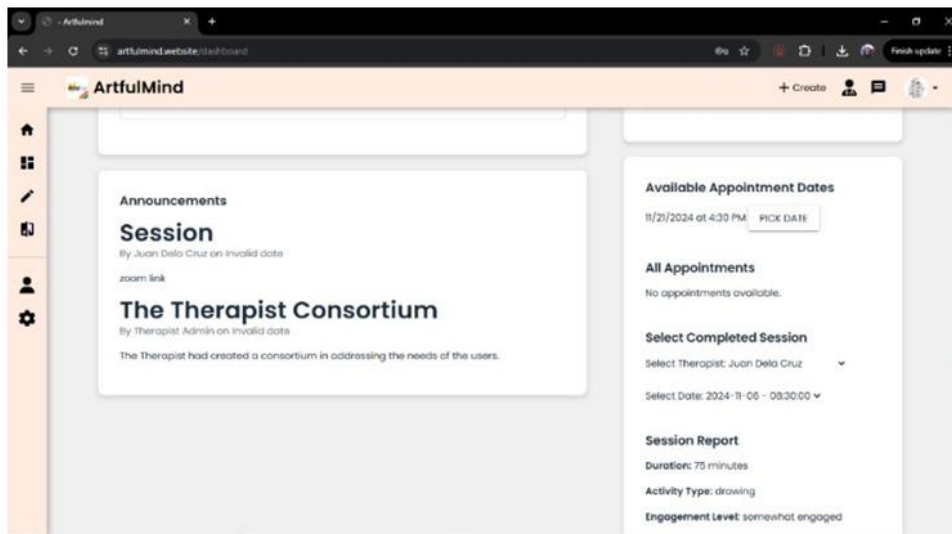 - Artfulmind
artfulmind.website/dashboard
Finish update
ArtfulMind
+ Create
Announcements
Session
By Juan Dela Cruz on Invalid date
zoom link
The Therapist Consortium
By Therapist Admin on Invalid date
The Therapist had created a consortium in addressing the needs of the users.
Available Appointment Dates
11/21/2024 at 4:30 PM PICK DATE
All Appointments
No appointments available.
Select Completed Session
Select Therapist: Juan Dela Cruz
Select Date: 2024-11-06 - 08:30:00
Session Report
Duration: 75 minutes
Activity Type: drawing
Engagement Level: somewhat engaged